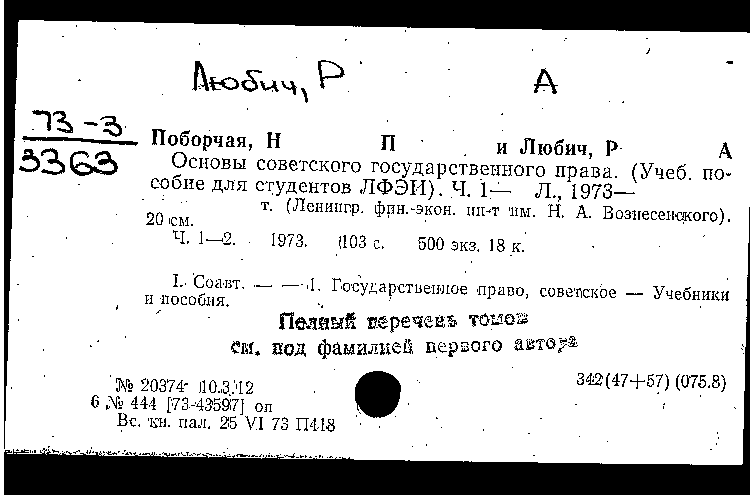 Любич, Р А
73-3
3363
Поборчая, Н П и Любич, Р А
Основы советского государственного права. (Учеб. по-
собие для студентов ЛФЭИ). Ч. 1— Л., 1973—
т. (Ленингр. фин.-экон. ин-т им. Н. А. Вознесенского).
20 см.
Ч. 1—2. 1973. 103 с. 500 экз. 18 к.
I. Соавт. — — 1. Государственное право, советское — Учебники
и пособия.
Полный перечень томов
см. под фамилией первого автора
№ 20374 10.3.12
342(47+57)(075.8)
6 № 444 [73-43597] оп
Вс. кн. пал. 25 VI 73 П418